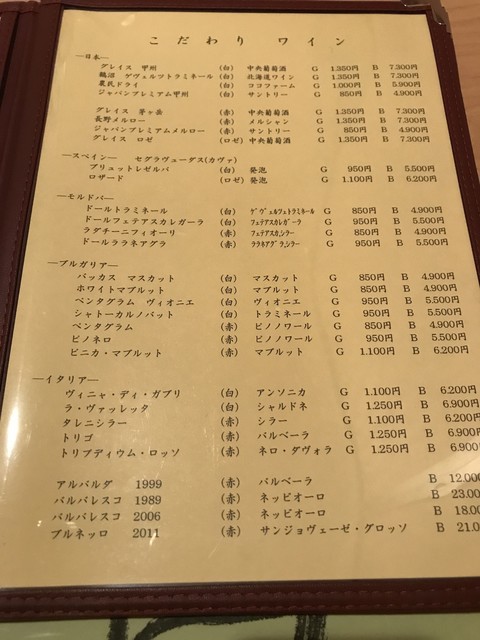 こだわり ワイン
―日本―
グレイス 甲州 (白) 中央葡萄酒 G 1.350円 B 7.300円
鶴沼 ゲヴェルツトラミネール (白) 北海道ワイン G 1.350円 B 7.300円
農民ドライ (白) ココファーム G 1.000円 B 5.900円
ジャパンプレミアム甲州 (白) サントリー G 850円 B 4.900円
グレイス 茅ヶ岳 (赤) 中央葡萄酒 G 1.350円 B 7.300円
長野メルロー (赤) メルシャン G 1.350円 B 7.300円
ジャパンプレミアムメルロー (赤) サントリー G 850円 B 4.900円
グレイス ロゼ (ロゼ) 中央葡萄酒 G 1.350円 B 7.300円
―スペイン― セグラヴューダス(カヴァ)
ブリュットレゼルバ (白) 発泡 G 950円 B 5.500円
ロザード (ロゼ) 発泡 G 1.100円 B 6.200円
―モルドバ―
ドールトラミネール (白) ゲヴェルツトラミネール G 850円 B 4.900円
ドールフェテアスカレガーラ (白) フェテアスカレガーラ G 950円 B 5.500円
ラダチーニフィオーリ (赤) フェテアスカ,シラー G 850円 B 4.900円
ドールララネアグラ (赤) ララネアグラ,シラー G 950円 B 5.500円
―ブルガリア―
バッカス マスカット (白) マスカット G 850円 B 4.900円
ホワイトマブルット (白) マブルット G 850円 B 4.900円
ペンタグラム ヴィオニエ (白) ヴィオニエ G 950円 B 5.500円
シャトーカルノバット (白) トラミネール G 950円 B 5.500円
ペンタグラム (赤) ピノノワール G 850円 B 4.900円
ピノネロ (赤) ピノノワール G 950円 B 5.500円
ビニカ・マブルット (赤) マブルット G 1.100円 B 6.200円
―イタリア―
ヴィニャ・ディ・ガブリ (白) アンソニカ G 1.100円 B 6.200円
ラ・ヴァッレッタ (白) シャルドネ G 1.250円 B 6.900円
タレニシラー (赤) シラー G 1.100円 B 6.200円
トリゴ (赤) バルベーラ G 1.250円 B 6.900円
トリプディウム・ロッソ (赤) ネロ・ダヴォラ G 1.250円 B 6.900円
アルバルダ 1999 (赤) バルベーラ B 12.000
バルバレスコ 1989 (赤) ネッビオーロ B 23.00
バルバレスコ 2006 (赤) ネッビオーロ B 18.00
ブルネッロ 2011 (赤) サンジョヴェーゼ・グロッソ B 21.0